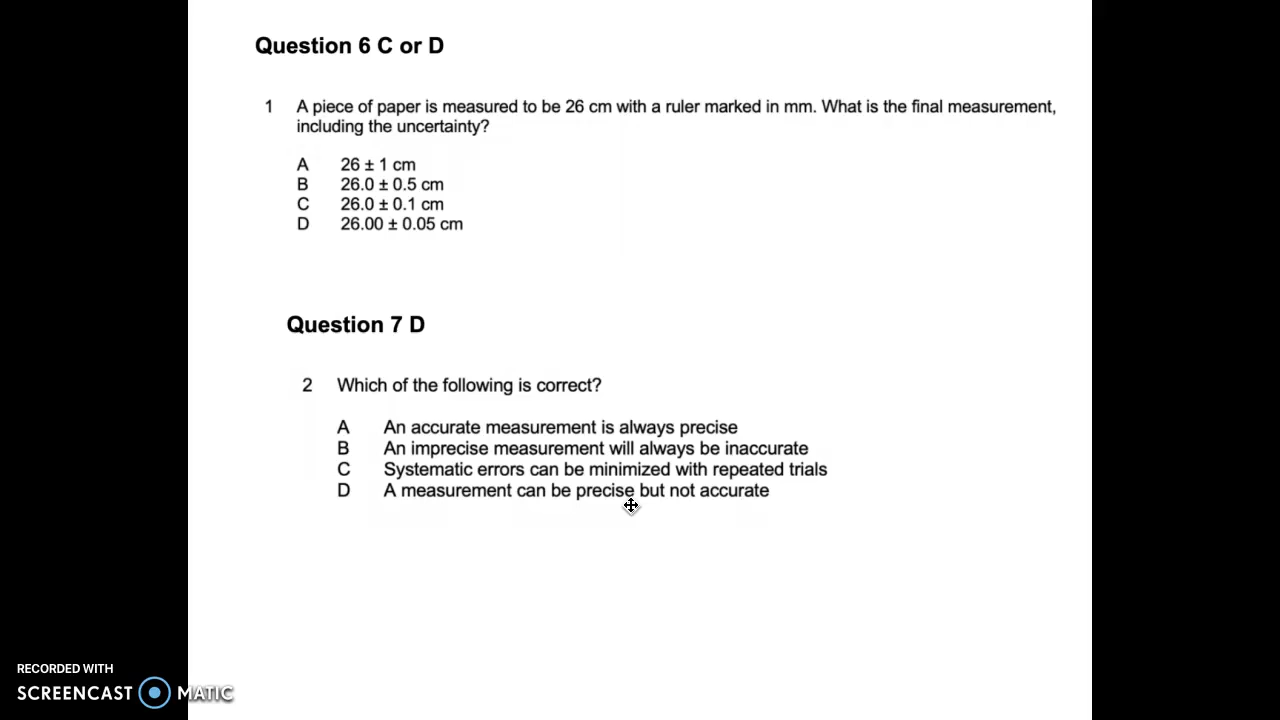 Question 6 C or D
1 A piece of paper is measured to be 26 cm with a ruler marked in mm. What is the final measurement,
including the uncertainty?
A 26 ± 1 cm
B 26.0 ± 0.5 cm
C 26.0 ± 0.1 cm
D 26.00 ± 0.05 cm
Question 7 D
2 Which of the following is correct?
A An accurate measurement is always precise
B An imprecise measurement will always be inaccurate
C Systematic errors can be minimized with repeated trials
D A measurement can be precise but not accurate
RECORDED WITH
SCREENCAST MATIC